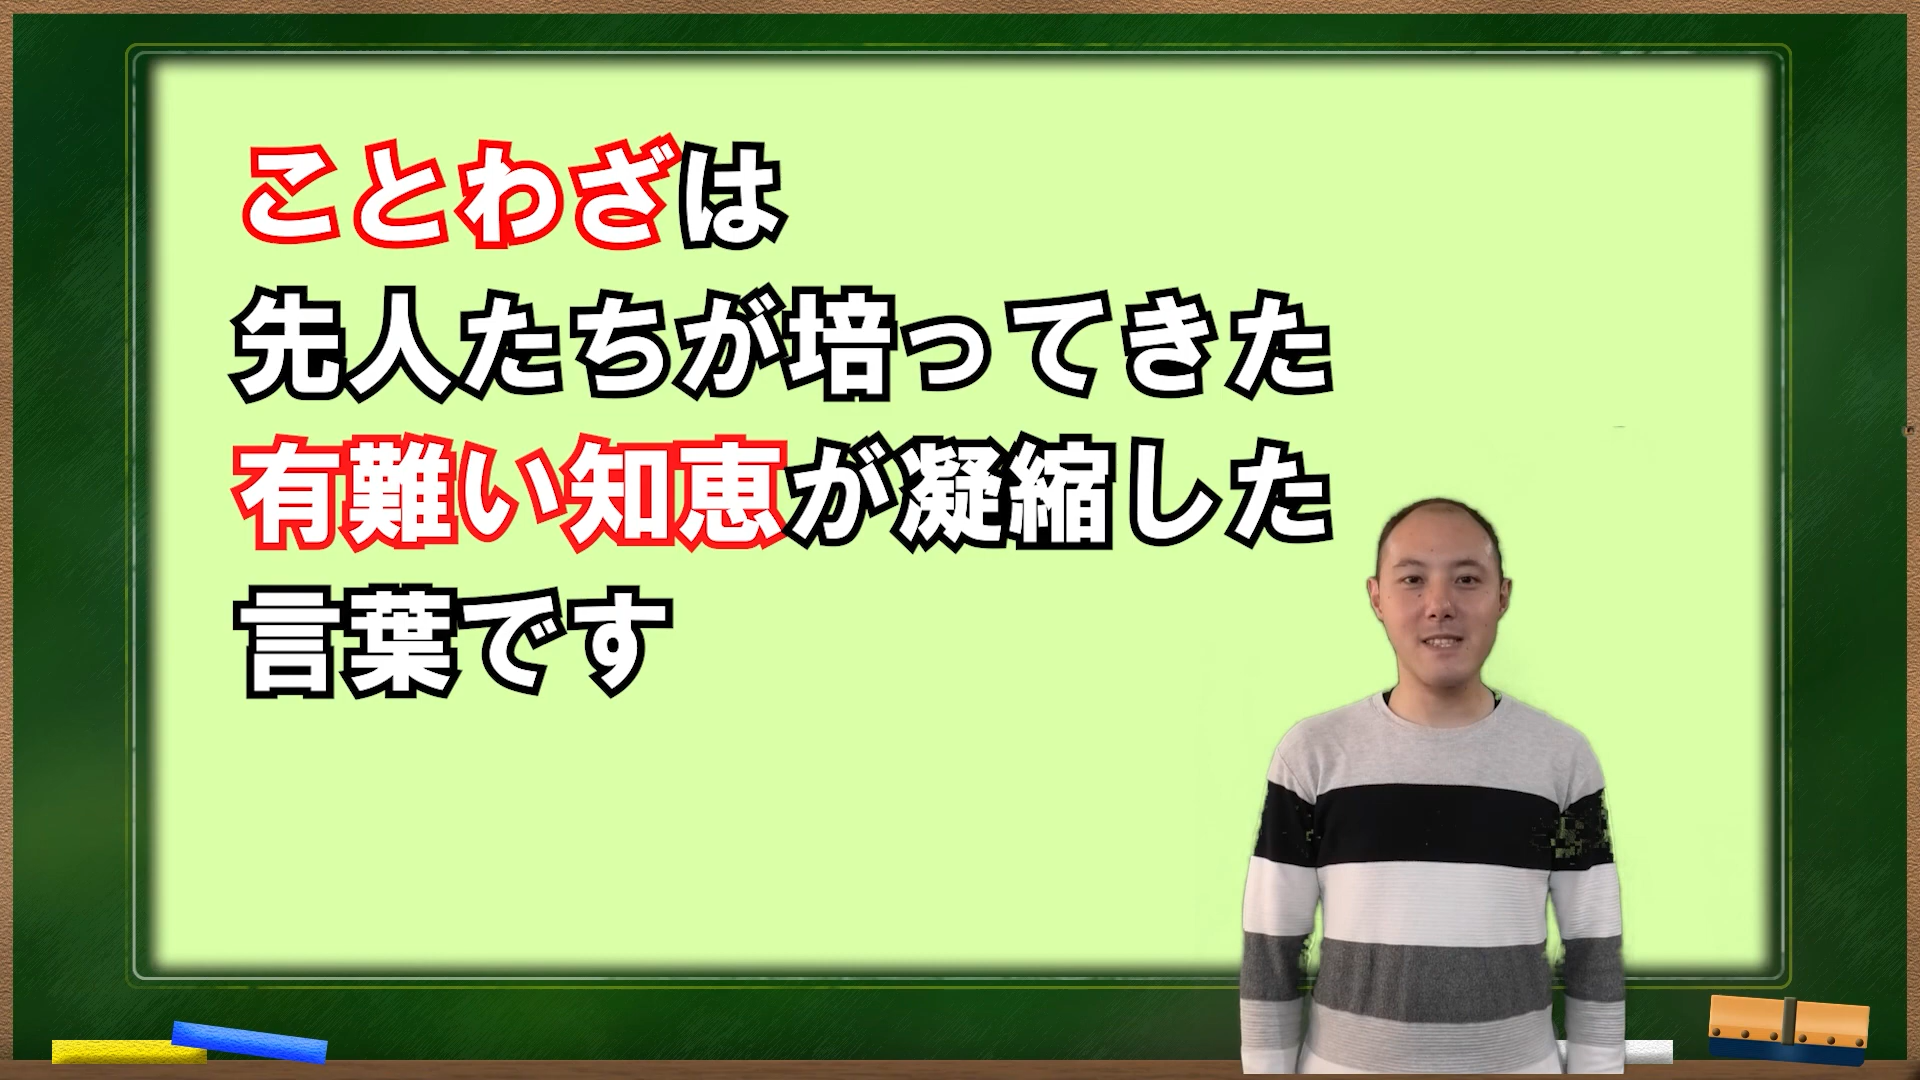 ことわざは
先人たちが培ってきた
有難い知恵が凝縮した
言葉です